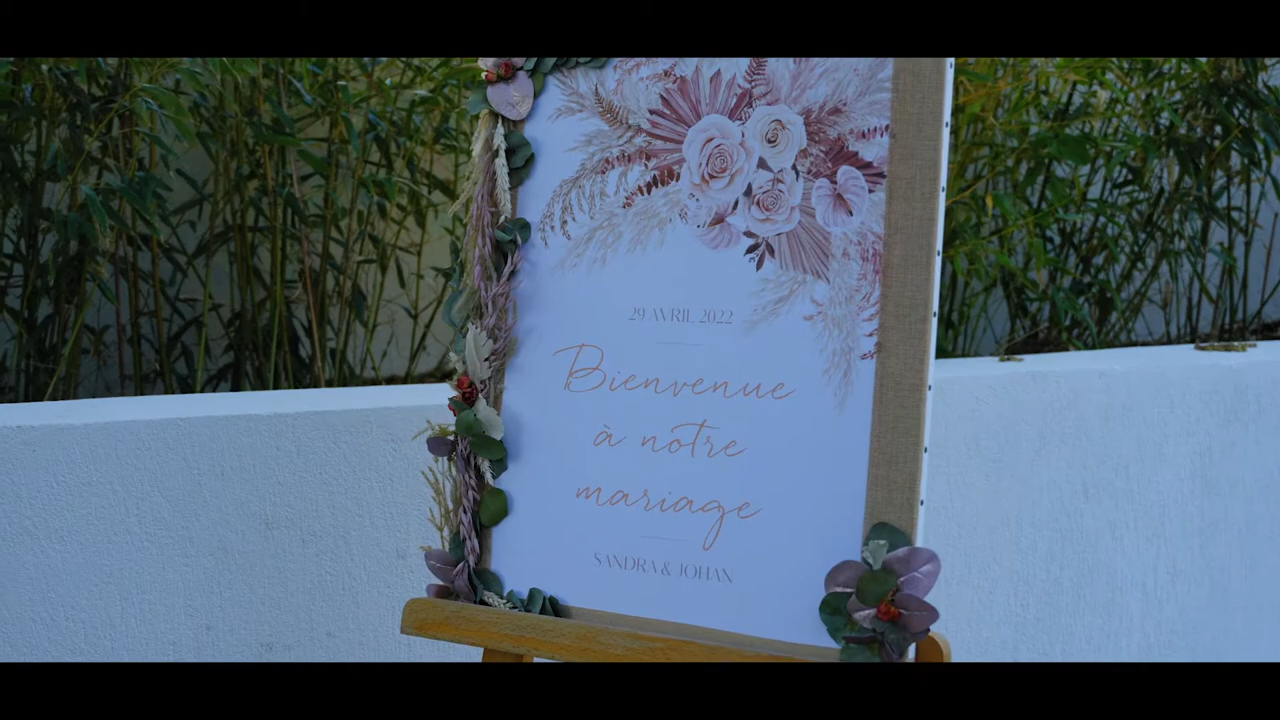 29 AVRIL 2022
Bienvenue
à notre
mariage
SANDRA & JOHAN